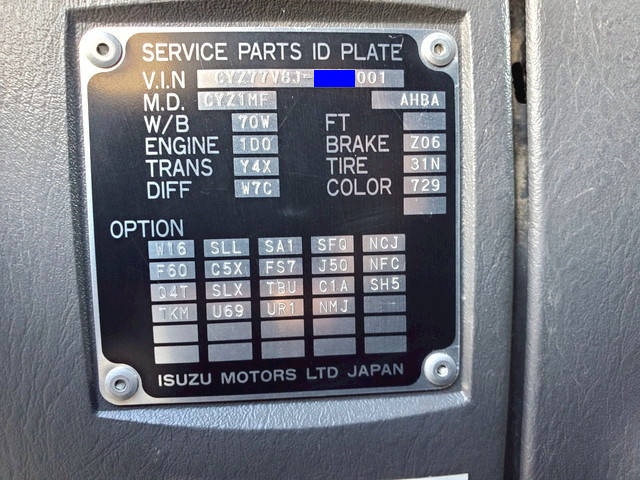 SERVICE PARTS ID PLATE
V.I.N CYZ77V8J- 001
M.D. CYZ1MF AHBA
W/B 70W FT
ENGINE 1D0 BRAKE Z06
TRANS Y4X TIRE 31N
DIFF W7C COLOR 729
OPTION
W16 SLL SA1 SFQ NCJ
F60 C5X FS7 J50 NFC
Q4T SLX TBU C1A SH5
TKM U69 UR1 NMJ
ISUZU MOTORS LTD JAPAN